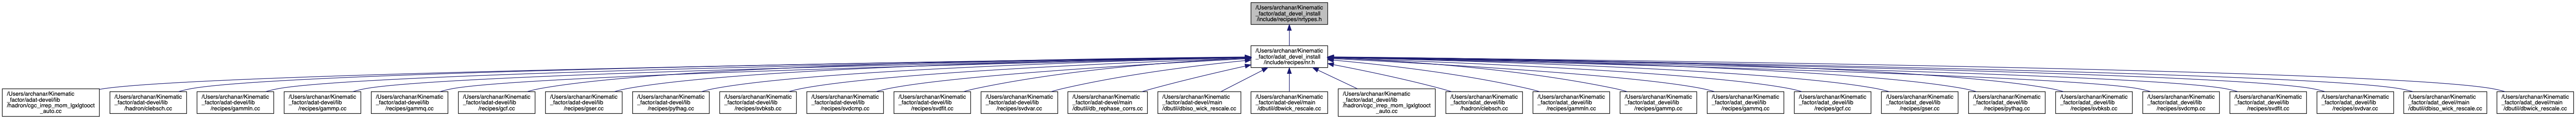 /Users/archanar/Kinematic
_factor/adat_devel_install
/include/recipes/nrtypes.h
/Users/archanar/Kinematic
_factor/adat_devel_install
/include/recipes/nr.h
/Users/archanar/Kinematic
_factor/adat-devel/lib
/hadron/cgc_irrep_mom_lgxlgtooct
_auto.cc
/Users/archanar/Kinematic
_factor/adat-devel/lib
/hadron/clebsch.cc
/Users/archanar/Kinematic
_factor/adat-devel/lib
/recipes/gammln.cc
/Users/archanar/Kinematic
_factor/adat-devel/lib
/recipes/gammp.cc
/Users/archanar/Kinematic
_factor/adat-devel/lib
/recipes/gammq.cc
/Users/archanar/Kinematic
_factor/adat-devel/lib
/recipes/gcf.cc
/Users/archanar/Kinematic
_factor/adat-devel/lib
/recipes/gser.cc
/Users/archanar/Kinematic
_factor/adat-devel/lib
/recipes/pythag.cc
/Users/archanar/Kinematic
_factor/adat-devel/lib
/recipes/svbksb.cc
/Users/archanar/Kinematic
_factor/adat-devel/lib
/recipes/svdcmp.cc
/Users/archanar/Kinematic
_factor/adat-devel/lib
/recipes/svdfit.cc
/Users/archanar/Kinematic
_factor/adat-devel/lib
/recipes/svdvar.cc
/Users/archanar/Kinematic
_factor/adat-devel/main
/dbutil/db_rephase_corrs.cc
/Users/archanar/Kinematic
_factor/adat-devel/main
/dbutil/dbiso_wick_rescale.cc
/Users/archanar/Kinematic
_factor/adat-devel/main
/dbutil/dbwick_rescale.cc
/Users/archanar/Kinematic
_factor/adat_devel/lib
/hadron/cgc_irrep_mom_lgxlgtooct
_auto.cc
/Users/archanar/Kinematic
_factor/adat_devel/lib
/hadron/clebsch.cc
/Users/archanar/Kinematic
_factor/adat_devel/lib
/recipes/gammln.cc
/Users/archanar/Kinematic
_factor/adat_devel/lib
/recipes/gammp.cc
/Users/archanar/Kinematic
_factor/adat_devel/lib
/recipes/gammq.cc
/Users/archanar/Kinematic
_factor/adat_devel/lib
/recipes/gcf.cc
/Users/archanar/Kinematic
_factor/adat_devel/lib
/recipes/gser.cc
/Users/archanar/Kinematic
_factor/adat_devel/lib
/recipes/pythag.cc
/Users/archanar/Kinematic
_factor/adat_devel/lib
/recipes/svbksb.cc
/Users/archanar/Kinematic
_factor/adat_devel/lib
/recipes/svdcmp.cc
/Users/archanar/Kinematic
_factor/adat_devel/lib
/recipes/svdfit.cc
/Users/archanar/Kinematic
_factor/adat_devel/lib
/recipes/svdvar.cc
/Users/archanar/Kinematic
_factor/adat_devel/main
/dbutil/dbiso_wick_rescale.cc
/Users/archanar/Kinematic
_factor/adat_devel/main
/dbutil/dbwick_rescale.cc